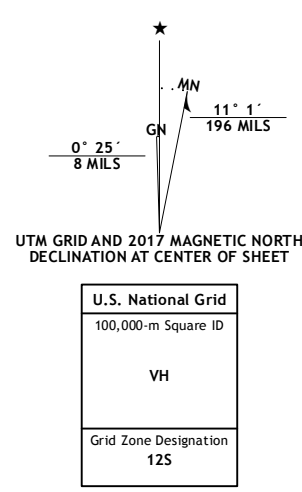 ★
MN
11° 1´
196 MILS
GN
0° 25´
8 MILS
UTM GRID AND 2017 MAGNETIC NORTH
DECLINATION AT CENTER OF SHEET
U.S. National Grid
100,000-m Square ID
VH
Grid Zone Designation
12S